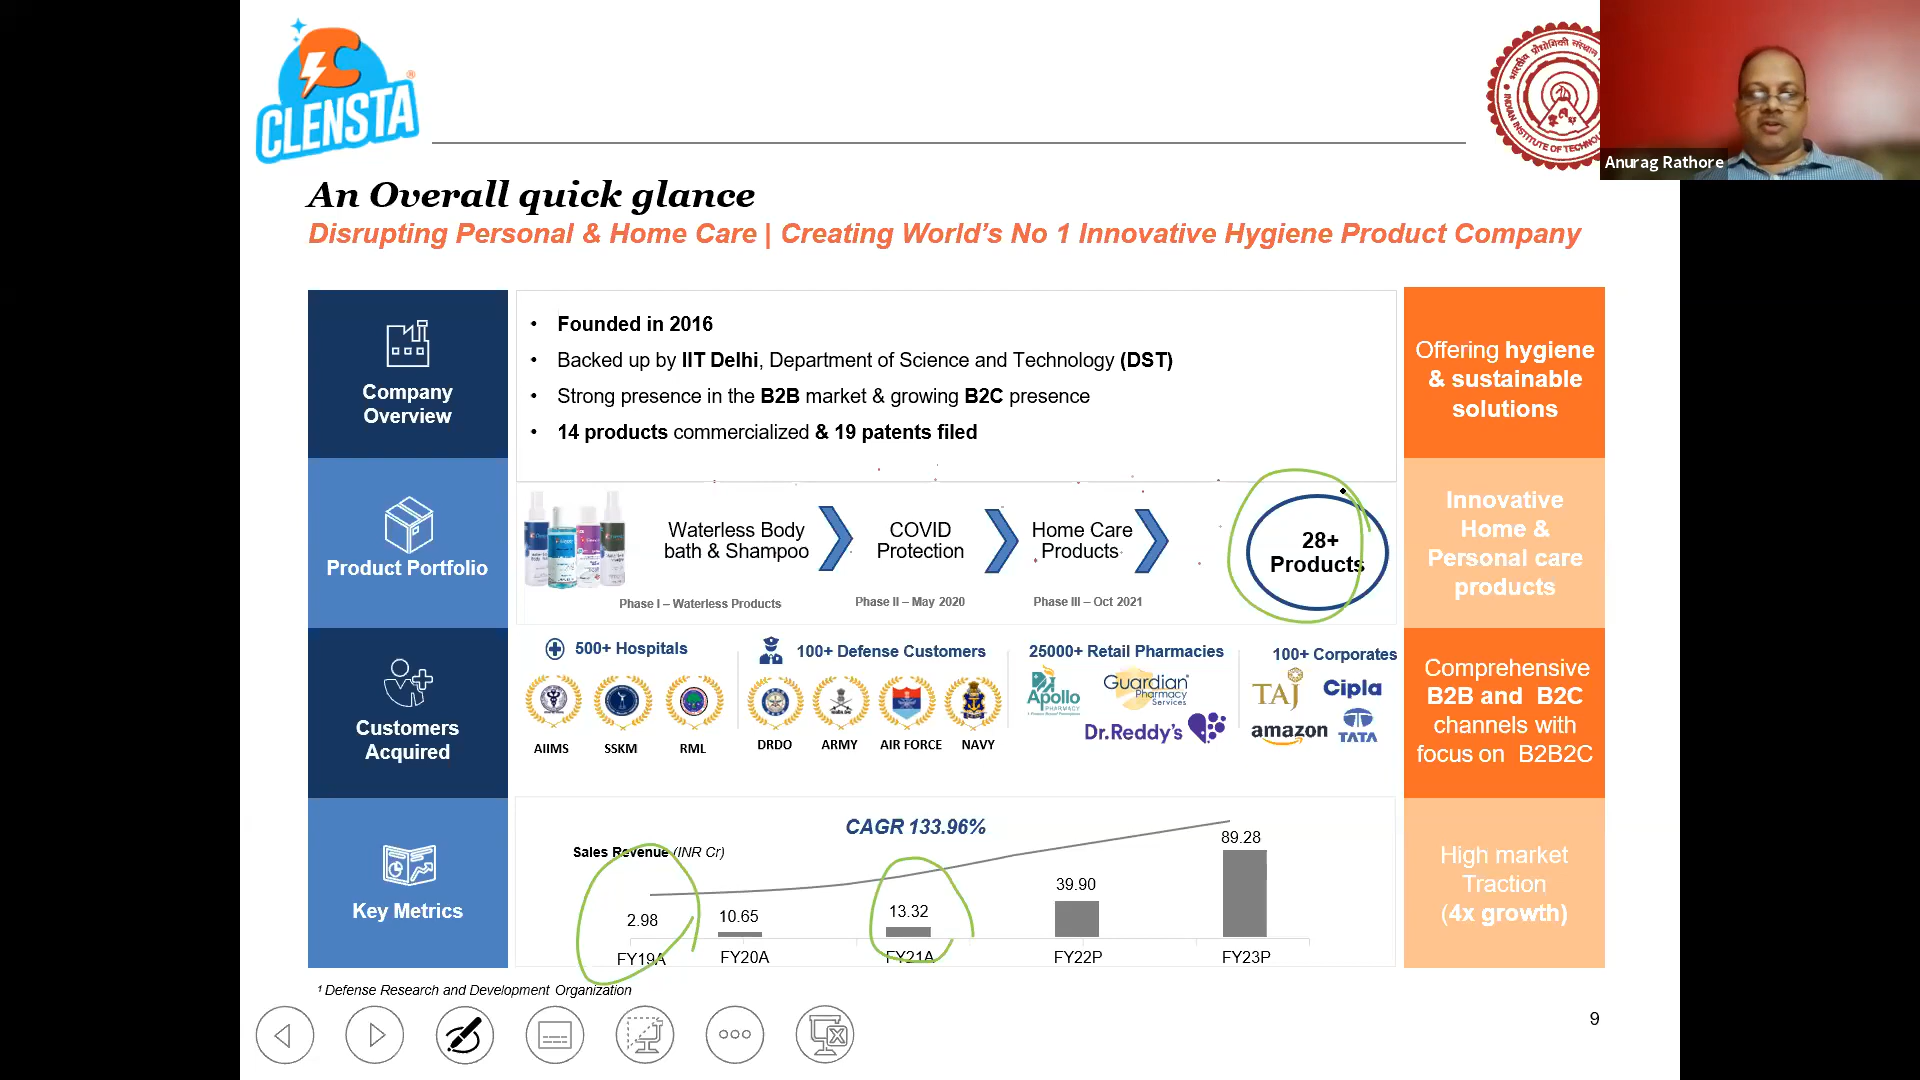 CLENSTA
भारतीय प्रौद्योगिकी संस्थान
INDIAN INSTITUTE OF TECHNOLOGY
Anurag Rathore
An Overall quick glance
Disrupting Personal & Home Care | Creating World's No 1 Innovative Hygiene Product Company
Company
Overview
• Founded in 2016
• Backed up by IIT Delhi, Department of Science and Technology (DST)
• Strong presence in the B2B market & growing B2C presence
• 14 products commercialized & 19 patents filed
Offering hygiene
& sustainable
solutions
Product Portfolio
Waterless Body
bath & Shampoo
Phase I – Waterless Products
COVID
Protection
Phase II – May 2020
Home Care
Products
Phase III – Oct 2021
28+
Products
Innovative
Home &
Personal care
products
Customers
Acquired
500+ Hospitals
AIIMS SSKM RML
100+ Defense Customers
DRDO ARMY AIR FORCE NAVY
25000+ Retail Pharmacies
Apollo
PHARMACY
Guardian
Pharmacy
Services
Dr.Reddy's
100+ Corporates
TAJ Cipla
amazon TATA
Comprehensive
B2B and B2C
channels with
focus on B2B2C
Key Metrics
CAGR 133.96%
Sales Revenue (INR Cr)
2.98 10.65 13.32 39.90 89.28
FY19A FY20A FY21A FY22P FY23P
High market
Traction
(4x growth)
1 Defense Research and Development Organization
9